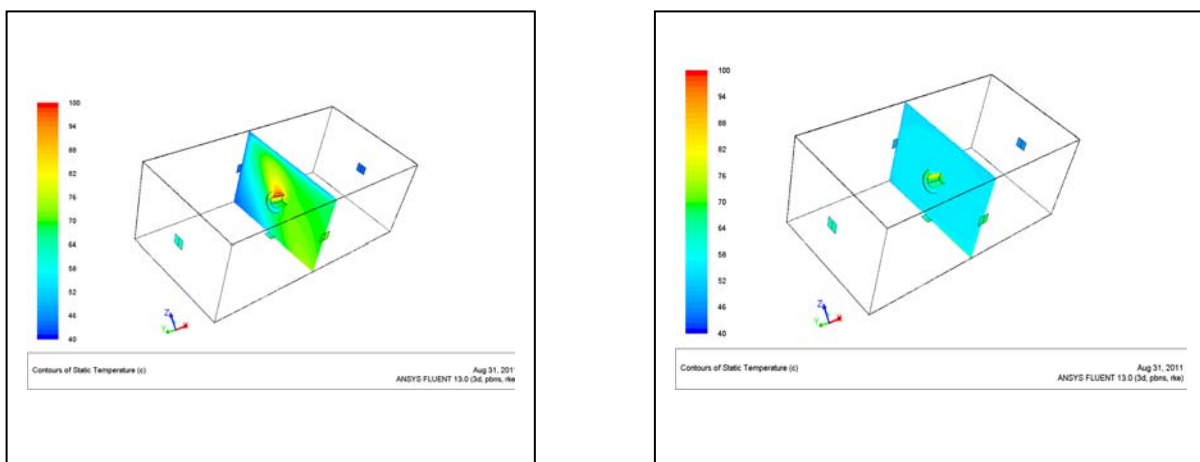 100
94
88
82
76
70
64
58
52
46
40
Z
Y X
Contours of Static Temperature (c)
Aug 31, 201
ANSYS FLUENT 13.0 (3d, pbns, rke
100
94
88
82
76
70
64
58
52
46
40
Z
Y X
Contours of Static Temperature (c)
Aug 31, 2011
ANSYS FLUENT 13.0 (3d, pbns, rke)